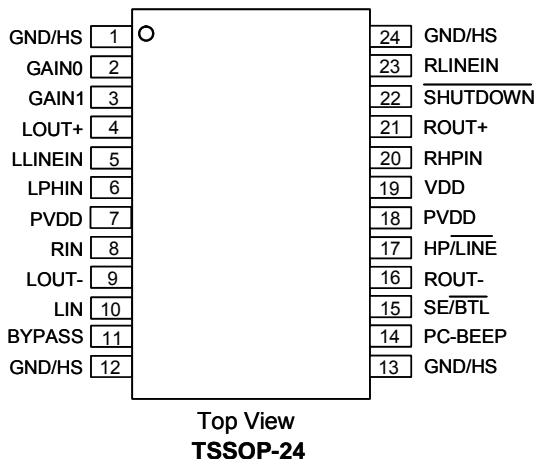 GND/HS 1 24 GND/HS
GAIN0 2 23 RLINEIN
GAIN1 3 22 SHUTDOWN
LOUT+ 4 21 ROUT+
LLINEIN 5 20 RHPIN
LPHIN 6 19 VDD
PVDD 7 18 PVDD
RIN 8 17 HP/LINE
LOUT- 9 16 ROUT-
LIN 10 15 SE/BTL
BYPASS 11 14 PC-BEEP
GND/HS 12 13 GND/HS
Top View
TSSOP-24